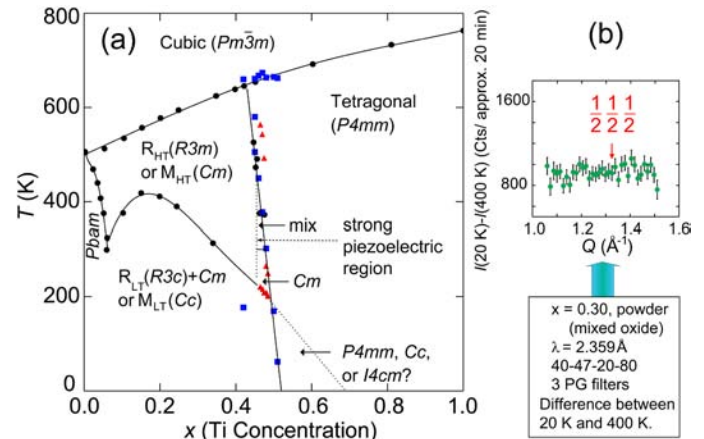 (a)
Cubic (Pm3̄m)
Tetragonal
(P4mm)
R_HT(R3m)
or M_HT(Cm)
Pbam
mix
strong
piezoelectric
region
R_LT(R3c)+Cm
or M_LT(Cc)
Cm
P4mm, Cc,
or I4cm?
800
600
400
200
0
T (K)
0.0 0.2 0.4 0.6 0.8 1.0
x (Ti Concentration)
(b)
I(20 K)-I(400 K) (Cts/ approx. 20 min)
1600
1200
800
1/2 1/2 1/2
1.0 1.2 1.4 1.6
Q (Å⁻¹)
x = 0.30, powder
(mixed oxide)
λ = 2.359Å
40-47-20-80
3 PG filters
Difference between
20 K and 400 K.